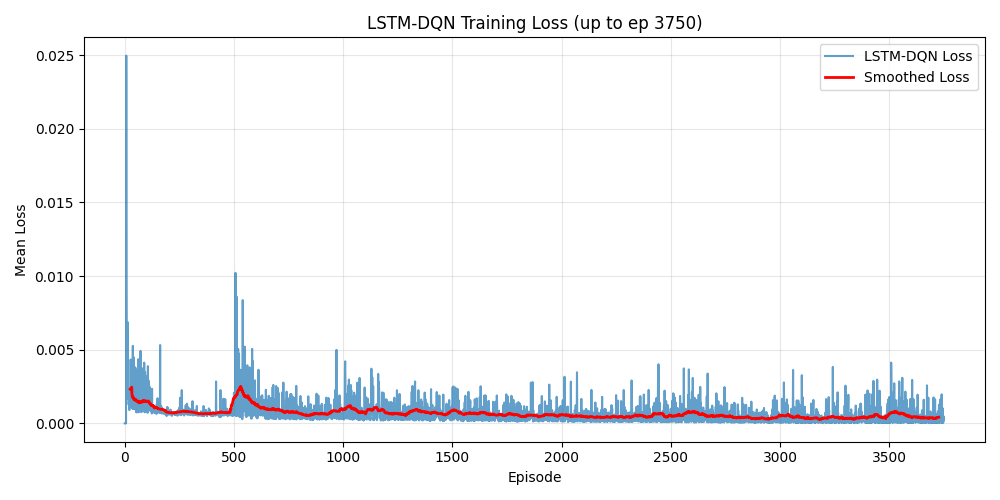 LSTM-DQN Training Loss (up to ep 3750)
LSTM-DQN Loss
Smoothed Loss
Mean Loss
0.025
0.020
0.015
0.010
0.005
0.000
0
500
1000
1500
2000
2500
3000
3500
Episode